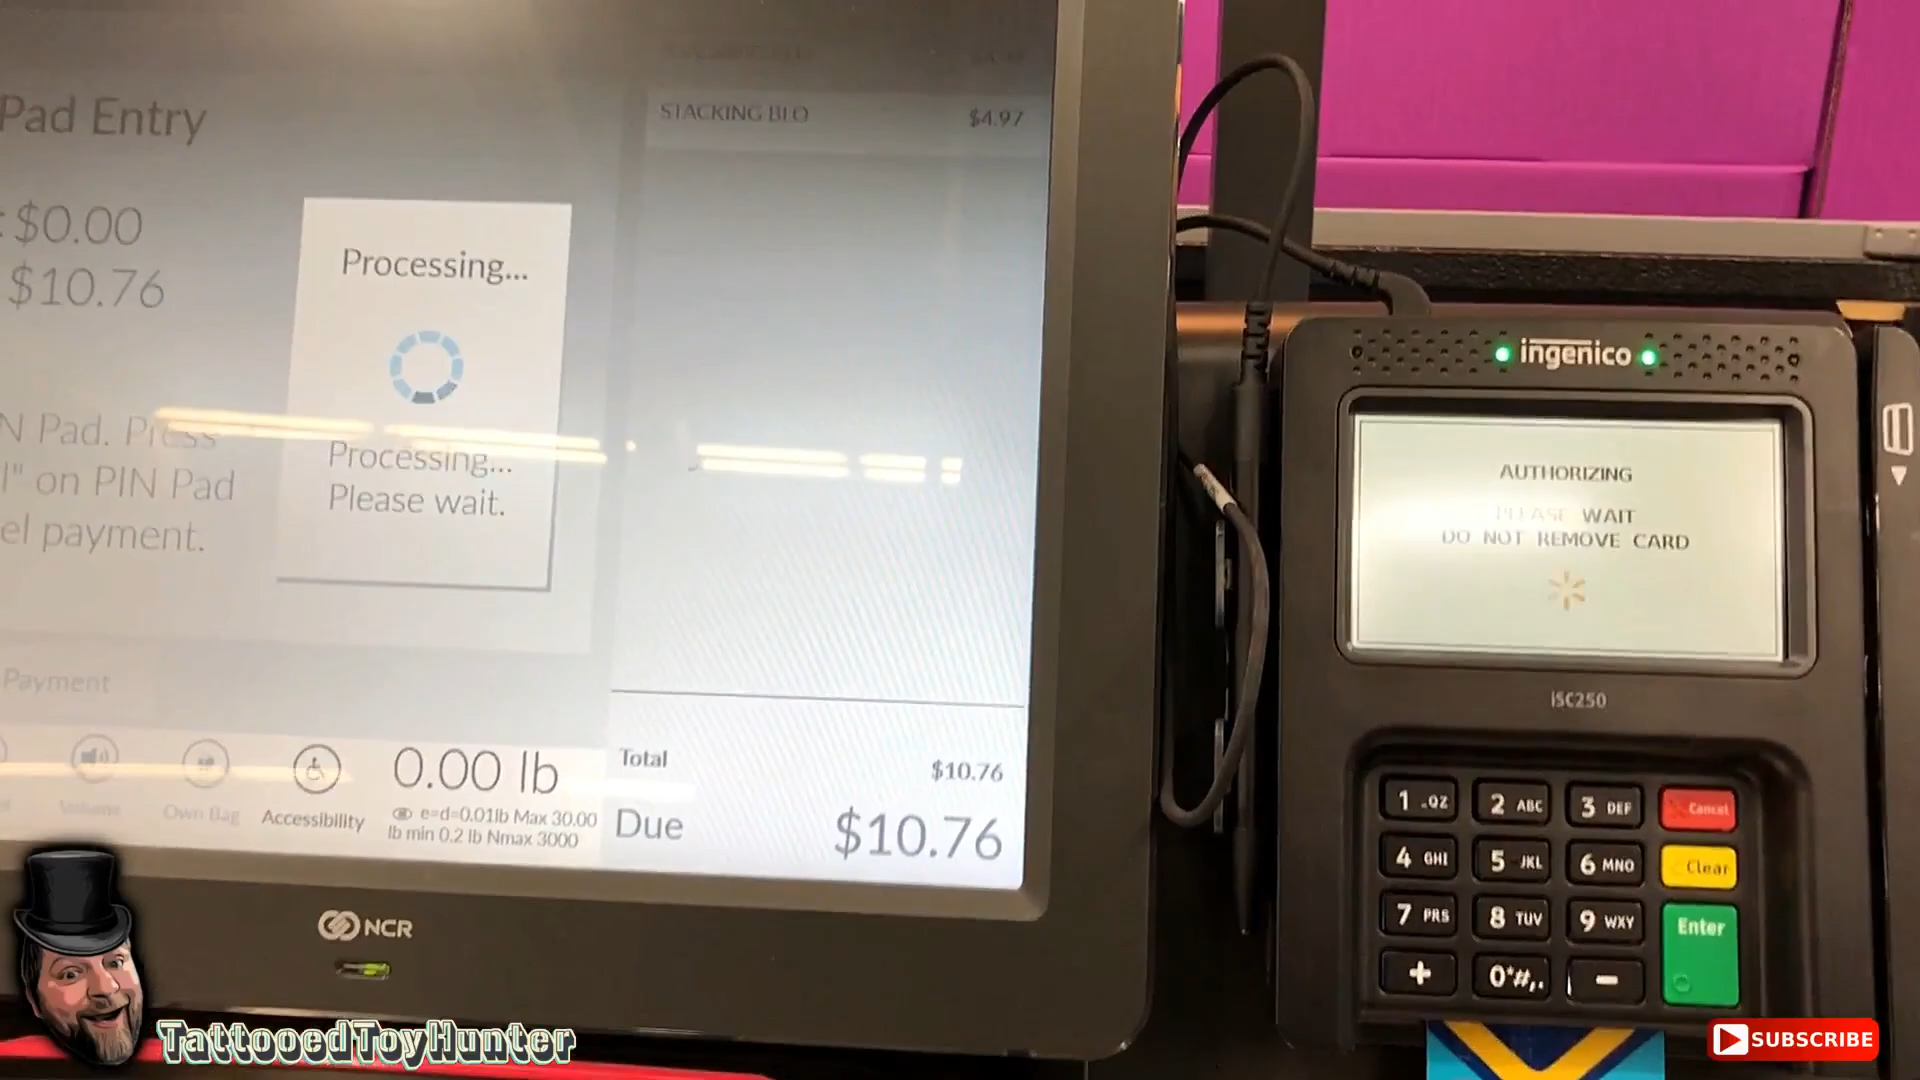 Pad Entry
$0.00
$10.76
N Pad. Press
l" on PIN Pad
el payment.
Payment
Processing...
Processing...
Please wait.
STACKING BLO $4.97
Volume
Own Bag
Accessibility
0.00 lb
e=d=0.01lb Max 30.00
lb min 0.2 lb Nmax 3000
Total $10.76
Due $10.76
NCR
ingenico
AUTHORIZING
PLEASE WAIT
DO NOT REMOVE CARD
iSC250
1 .QZ 2 ABC 3 DEF Cancel
4 GHI 5 JKL 6 MNO Clear
7 PRS 8 TUV 9 WXY Enter
+ 0*#,. -
TattooedToyHunter
SUBSCRIBE